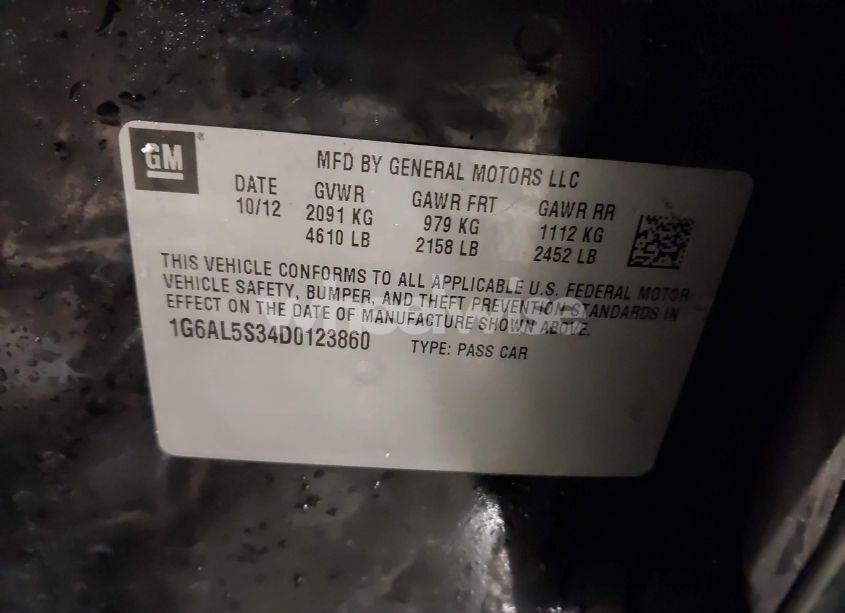 GM
MFD BY GENERAL MOTORS LLC
DATE GVWR GAWR FRT GAWR RR
10/12 2091 KG 979 KG 1112 KG
4610 LB 2158 LB 2452 LB
THIS VEHICLE CONFORMS TO ALL APPLICABLE U.S. FEDERAL MOTOR
VEHICLE SAFETY, BUMPER, AND THEFT PREVENTION STANDARDS IN
EFFECT ON THE DATE OF MANUFACTURE SHOWN ABOVE.
1G6AL5S34D0123860 TYPE: PASS CAR